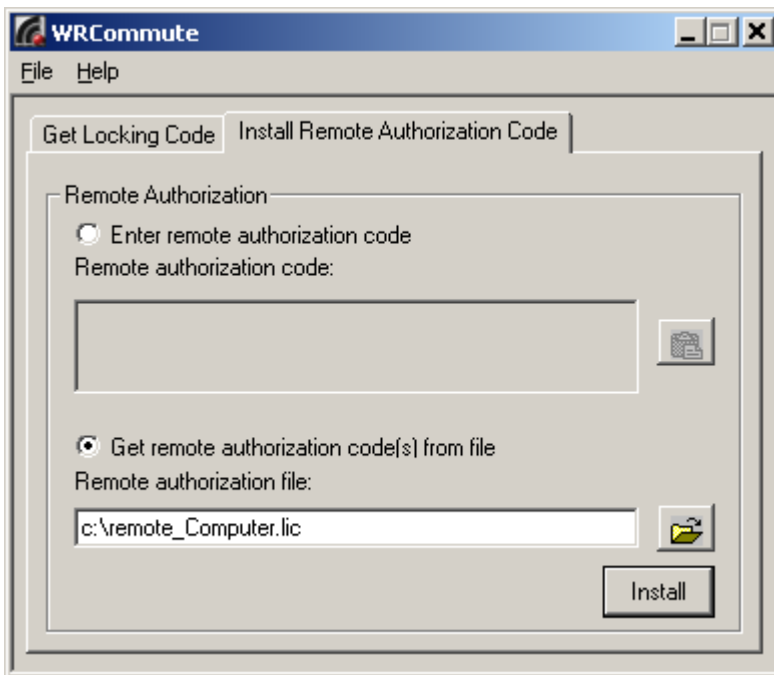 WRCommute
File Help
Get Locking Code Install Remote Authorization Code
Remote Authorization
Enter remote authorization code
Remote authorization code:
Get remote authorization code(s) from file
Remote authorization file:
c:\remote_Computer.lic
Install